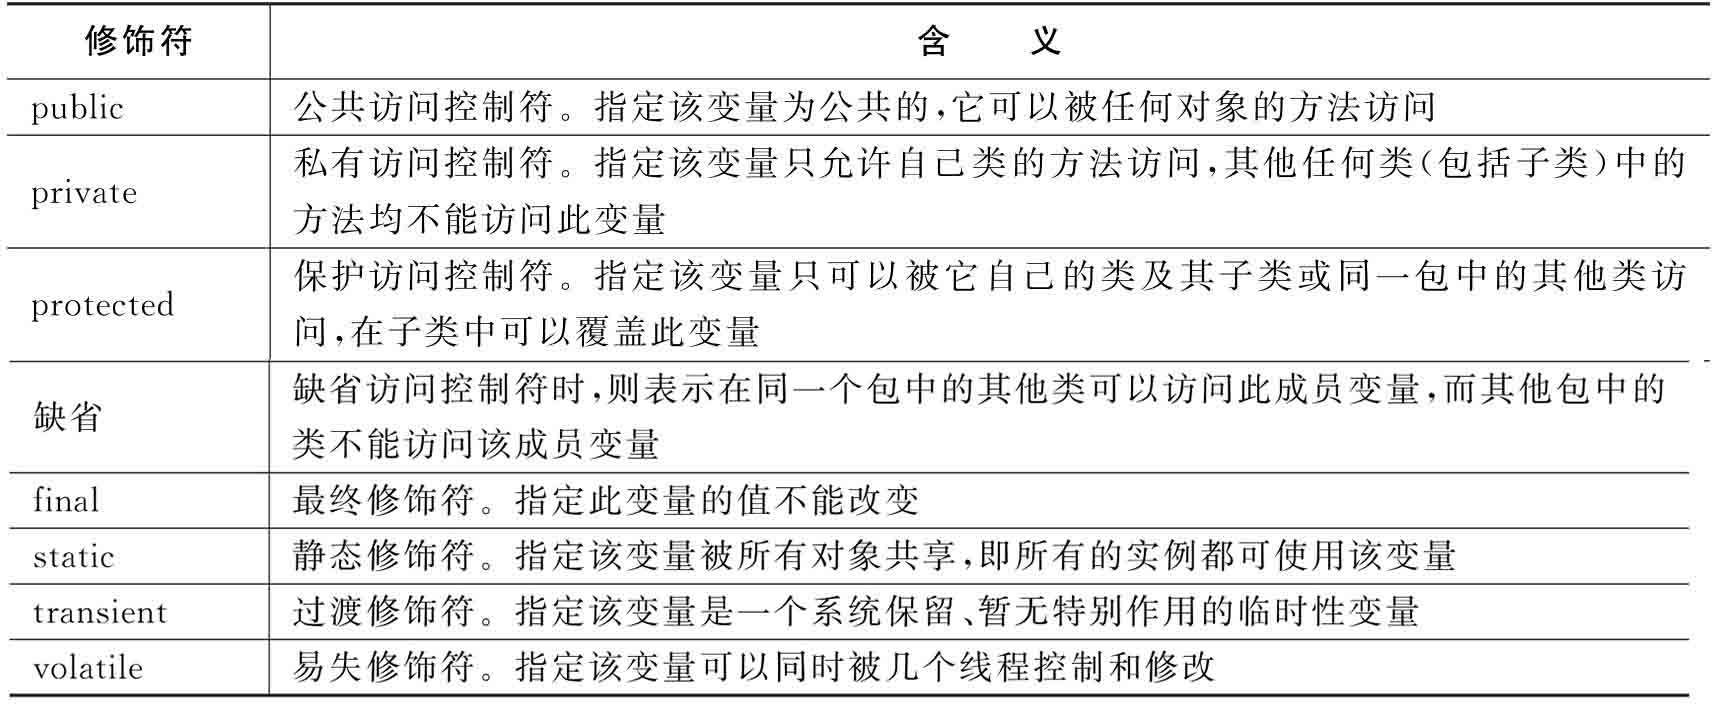 修饰符 含 义
public 公共访问控制符。指定该变量为公共的,它可以被任何对象的方法访问
private 私有访问控制符。指定该变量只允许自己类的方法访问,其他任何类(包括子类)中的
方法均不能访问此变量
protected 保护访问控制符。指定该变量只可以被它自己的类及其子类或同一包中的其他类访
问,在子类中可以覆盖此变量
缺省 缺省访问控制符时,则表示在同一个包中的其他类可以访问此成员变量,而其他包中的
类不能访问该成员变量
final 最终修饰符。指定此变量的值不能改变
static 静态修饰符。指定该变量被所有对象共享,即所有的实例都可使用该变量
transient 过渡修饰符。指定该变量是一个系统保留、暂无特别作用的临时性变量
volatile 易失修饰符。指定该变量可以同时被几个线程控制和修改